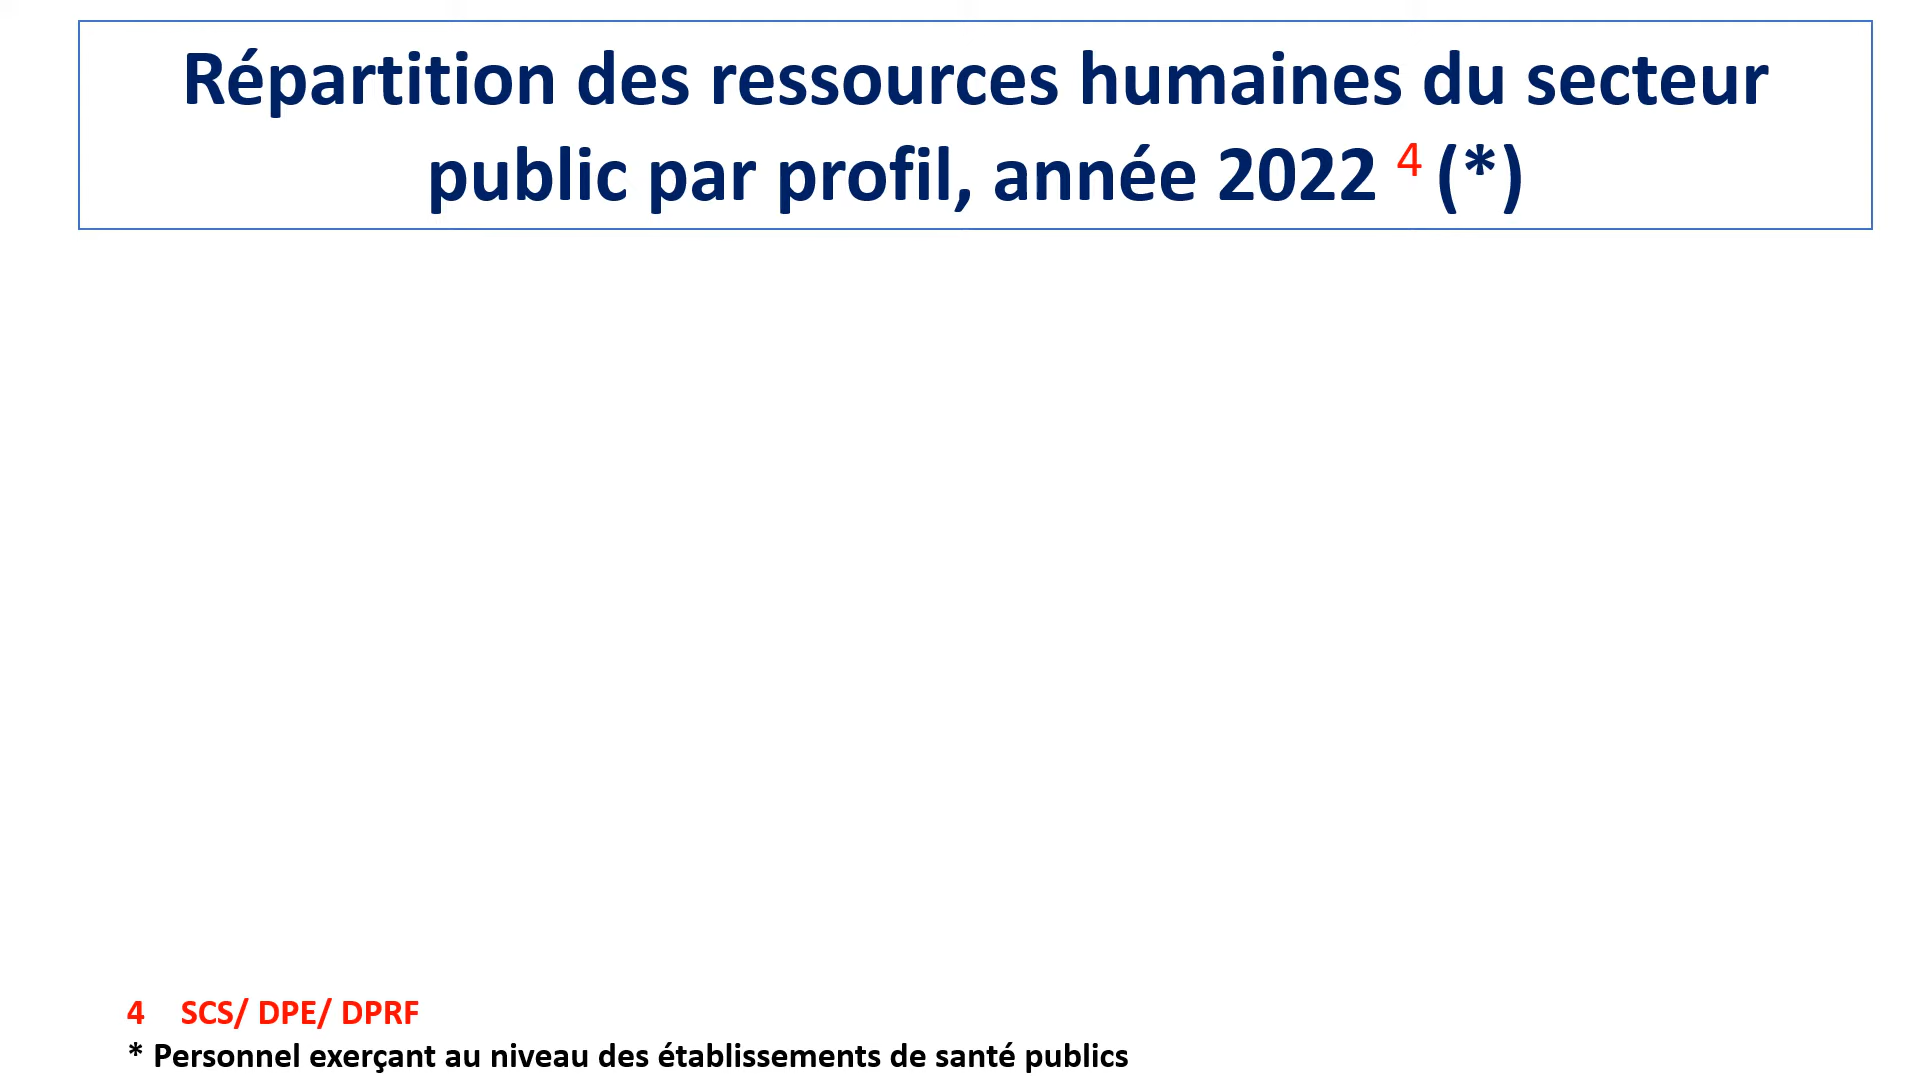 Répartition des ressources humaines du secteur
public par profil, année 2022 4 (*)
4 SCS/ DPE/ DPRF
* Personnel exerçant au niveau des établissements de santé publics